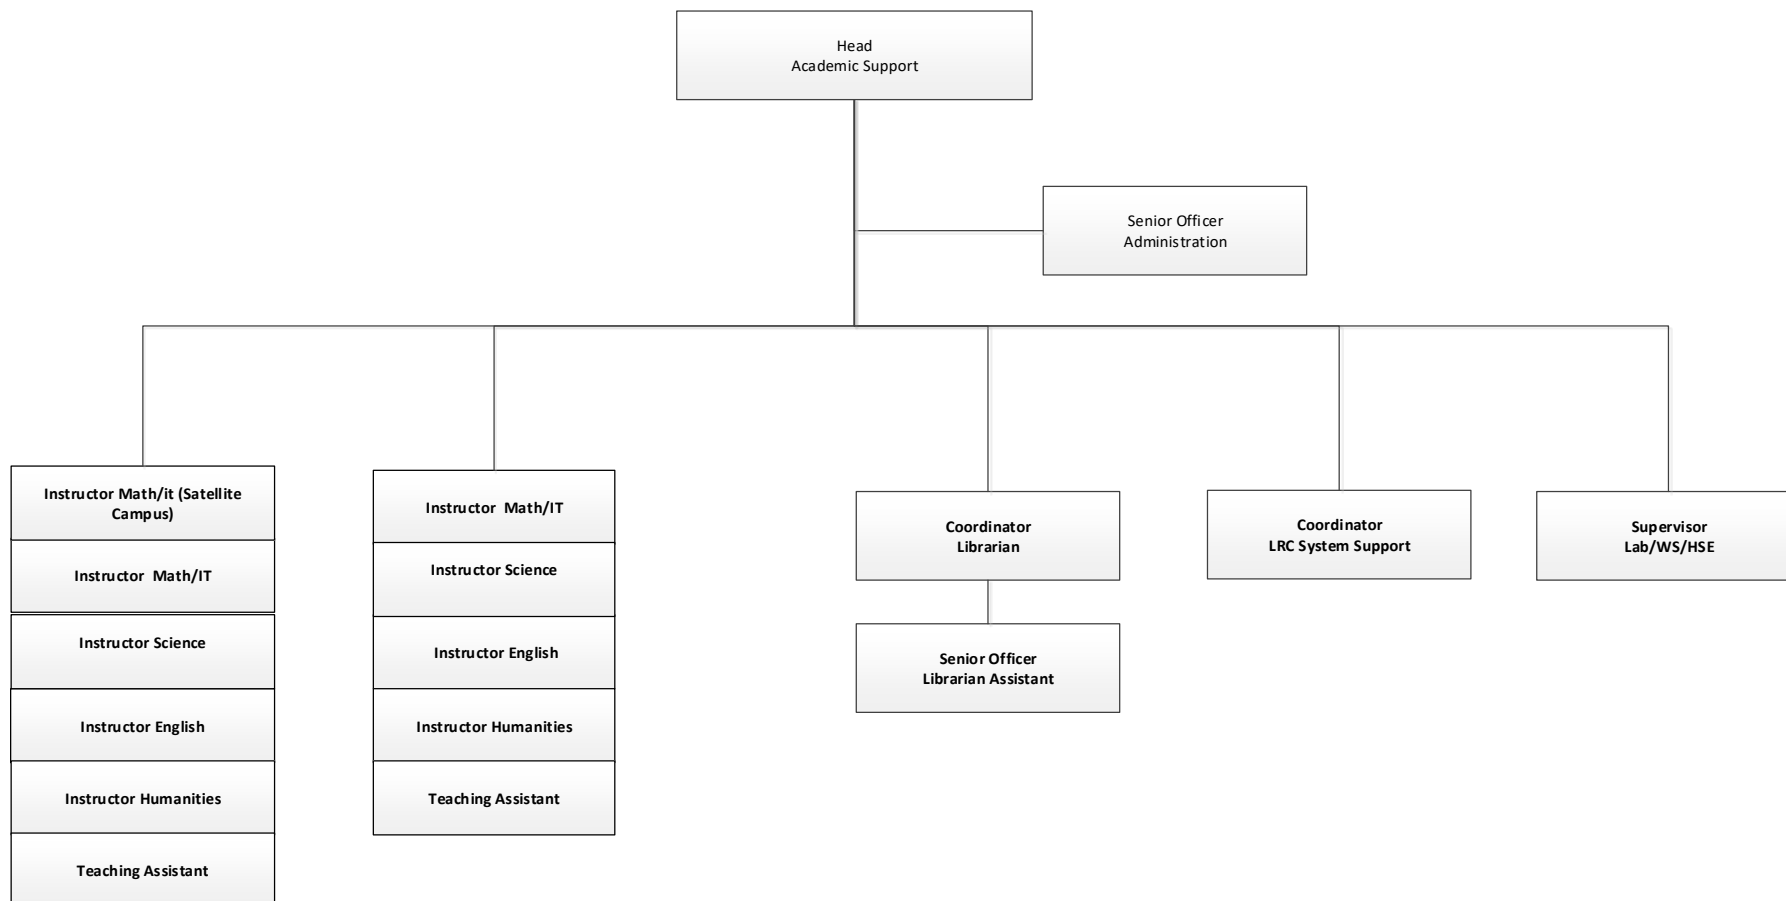 Head
Academic Support
Senior Officer
Administration
Instructor Math/it (Satellite
Campus)
Instructor  Math/IT
Instructor Science
Instructor English
Instructor Humanities
Teaching Assistant
Instructor  Math/IT
Instructor Science
Instructor English
Instructor Humanities
Teaching Assistant
Coordinator
Librarian
Senior Officer
Librarian Assistant
Coordinator
LRC System Support
Supervisor
Lab/WS/HSE